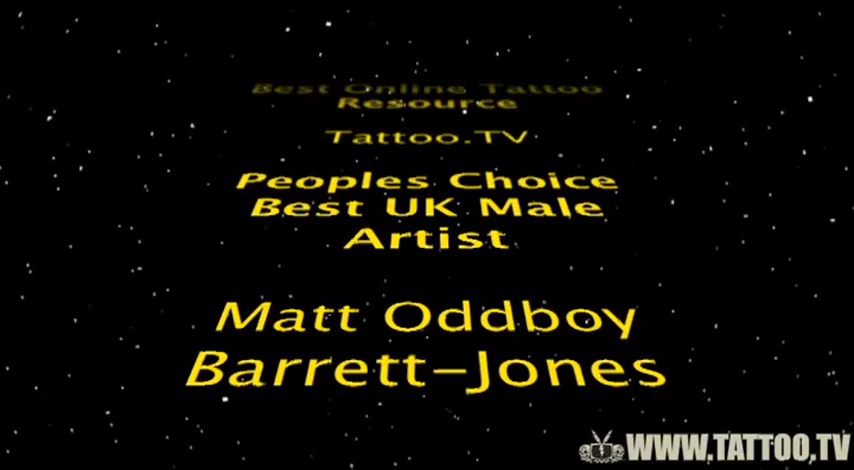 Best Online Tattoo
Resource
Tattoo.TV
Peoples Choice
Best UK Male
Artist
Matt Oddboy
Barrett-Jones
WWW.TATTOO.TV